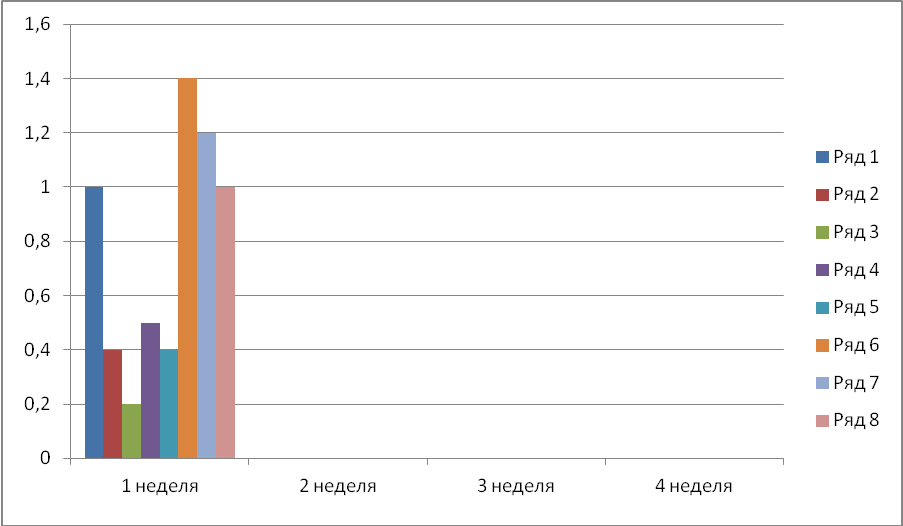 1,6
1,4
1,2
1
0,8
0,6
0,4
0,2
0
1 неделя 2 неделя 3 неделя 4 неделя
Ряд 1
Ряд 2
Ряд 3
Ряд 4
Ряд 5
Ряд 6
Ряд 7
Ряд 8